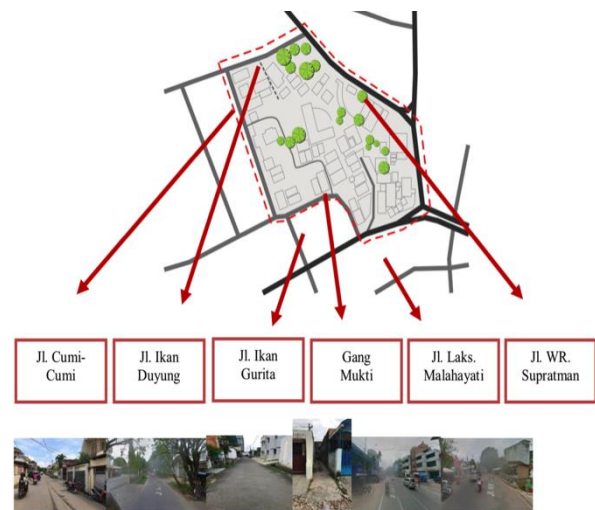 Jl. Cumi-
Cumi
Jl. Ikan
Duyung
Jl. Ikan
Gurita
Gang
Mukti
Jl. Laks.
Malahayati
Jl. WR.
Supratman